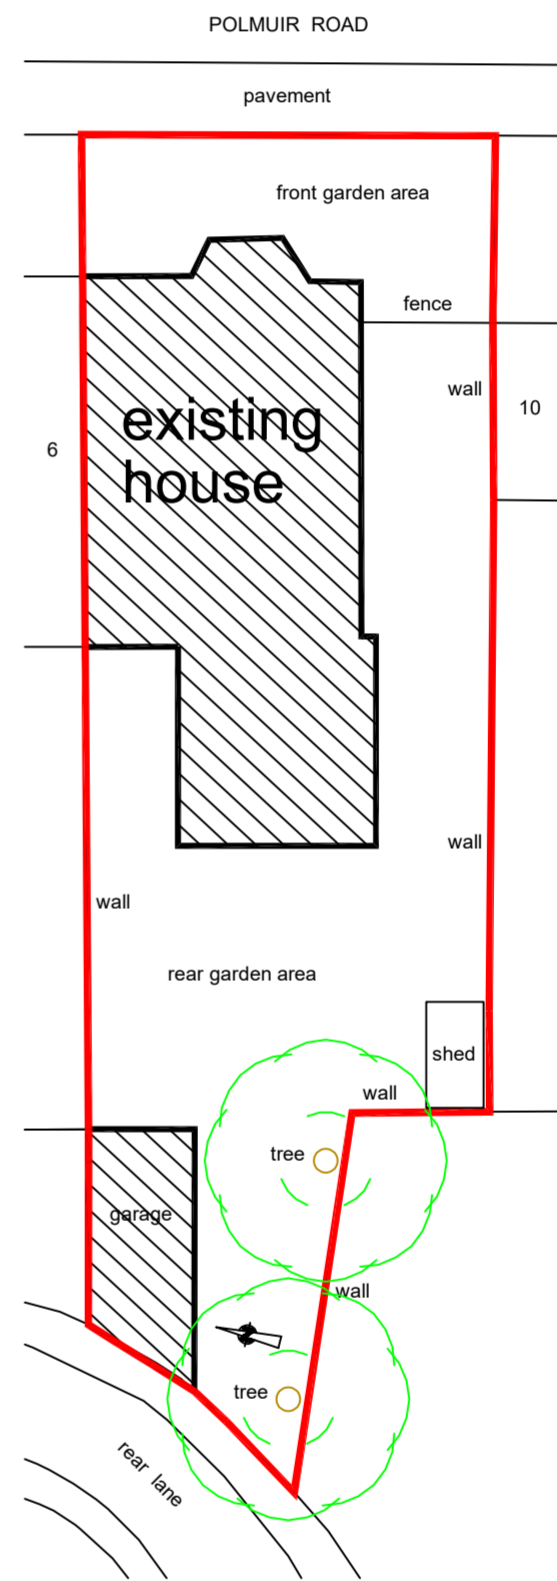 POLMUIR ROAD
pavement
front garden area
fence
wall
10
existing
house
6
wall
wall
rear garden area
shed
wall
tree
garage
wall
tree
rear lane